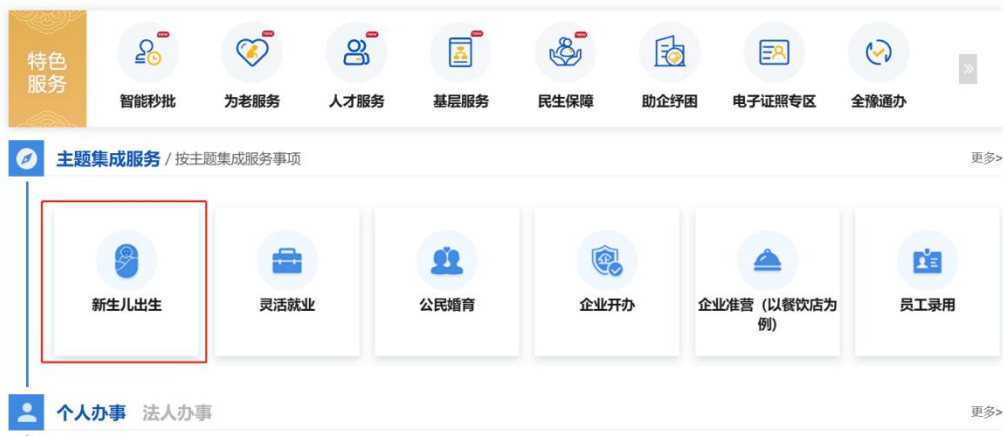 特色
服务
new
new
new
new
new
智能秒批
为老服务
人才服务
基层服务
民生保障
助企纾困
电子证照专区
全豫通办
»
主题集成服务 / 按主题集成服务事项
更多>
新生儿出生
灵活就业
公民婚育
企业开办
企业准营（以餐饮店为
例）
员工录用
个人办事 法人办事
更多>